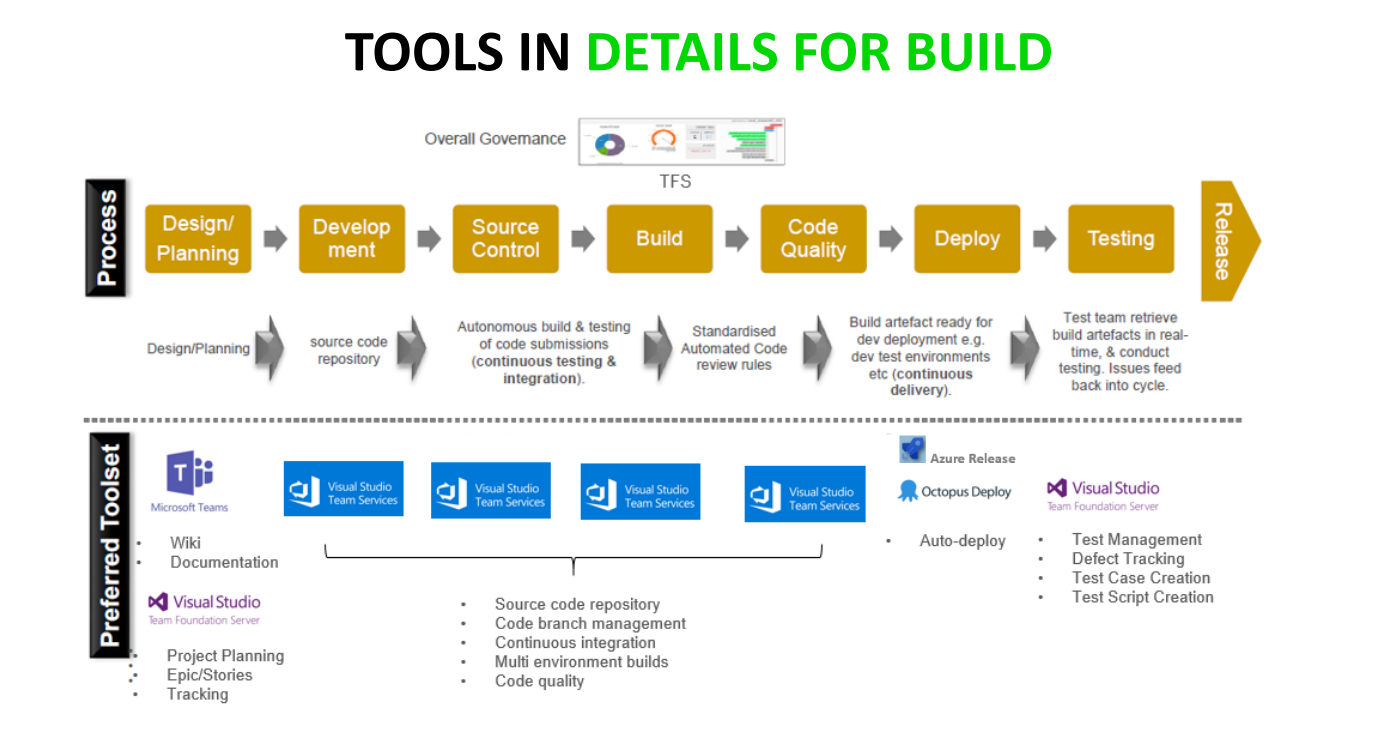 TOOLS IN DETAILS FOR BUILD
Overall Governance
TFS
Process
Design/
Planning
Develop
ment
Source
Control
Build
Code
Quality
Deploy
Testing
Release
Design/Planning
source code
repository
Autonomous build & testing
of code submissions
(continuous testing &
integration).
Standardised
Automated Code
review rules
Build artefact ready for
dev deployment e.g.
dev test environments
etc (continuous
delivery).
Test team retrieve
build artefacts in real-
time, & conduct
testing. Issues feed
back into cycle.
Preferred Toolset
Microsoft Teams
• Wiki
• Documentation
Visual Studio
Team Foundation Server
• Project Planning
• Epic/Stories
• Tracking
Visual Studio
Team Services
Visual Studio
Team Services
Visual Studio
Team Services
Visual Studio
Team Services
• Source code repository
• Code branch management
• Continuous integration
• Multi environment builds
• Code quality
Azure Release
Octopus Deploy
• Auto-deploy
Visual Studio
Team Foundation Server
• Test Management
• Defect Tracking
• Test Case Creation
• Test Script Creation